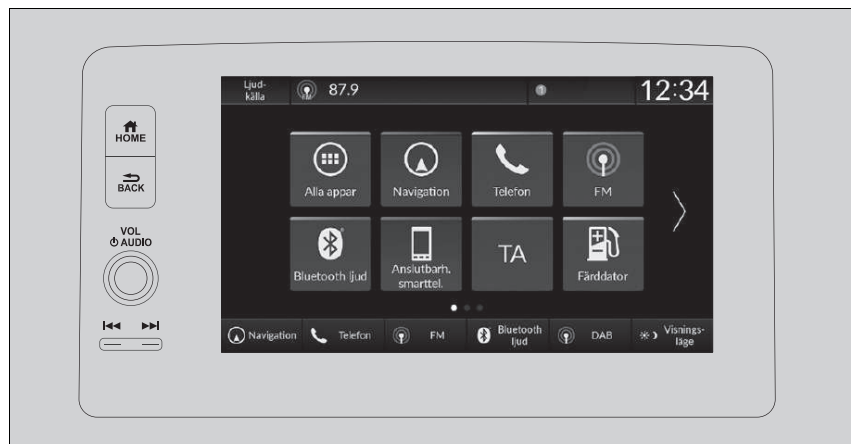 Ljud-
källa
87.9
12:34
HOME
BACK
VOL
AUDIO
Alla appar
Navigation
Telefon
FM
Bluetooth ljud
Anslutbarh.
smarttel.
TA
Färddator
Navigation
Telefon
FM
Bluetooth
ljud
DAB
Visnings-
läge